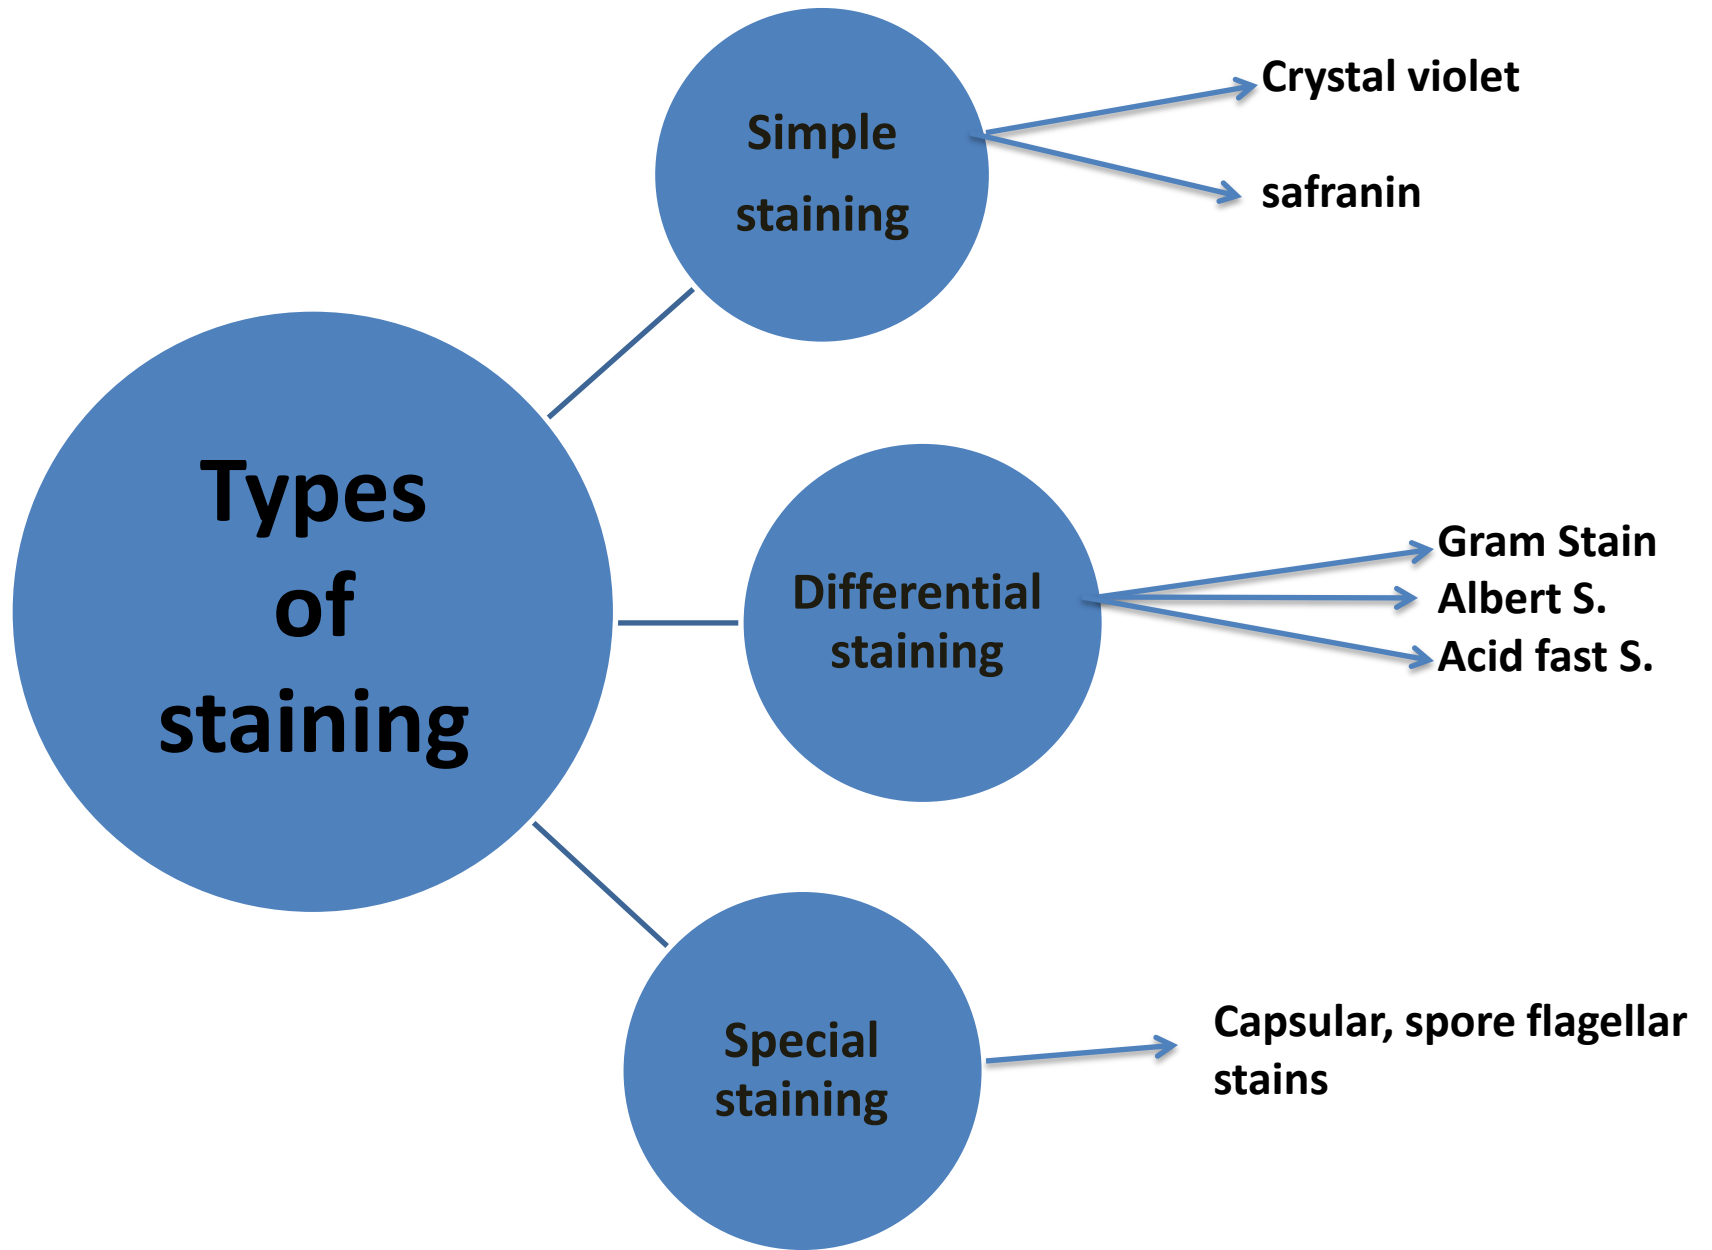 Types
of
staining
Simple
staining
Crystal violet
safranin
Differential
staining
Gram Stain
Albert S.
Acid fast S.
Special
staining
Capsular, spore flagellar
stains